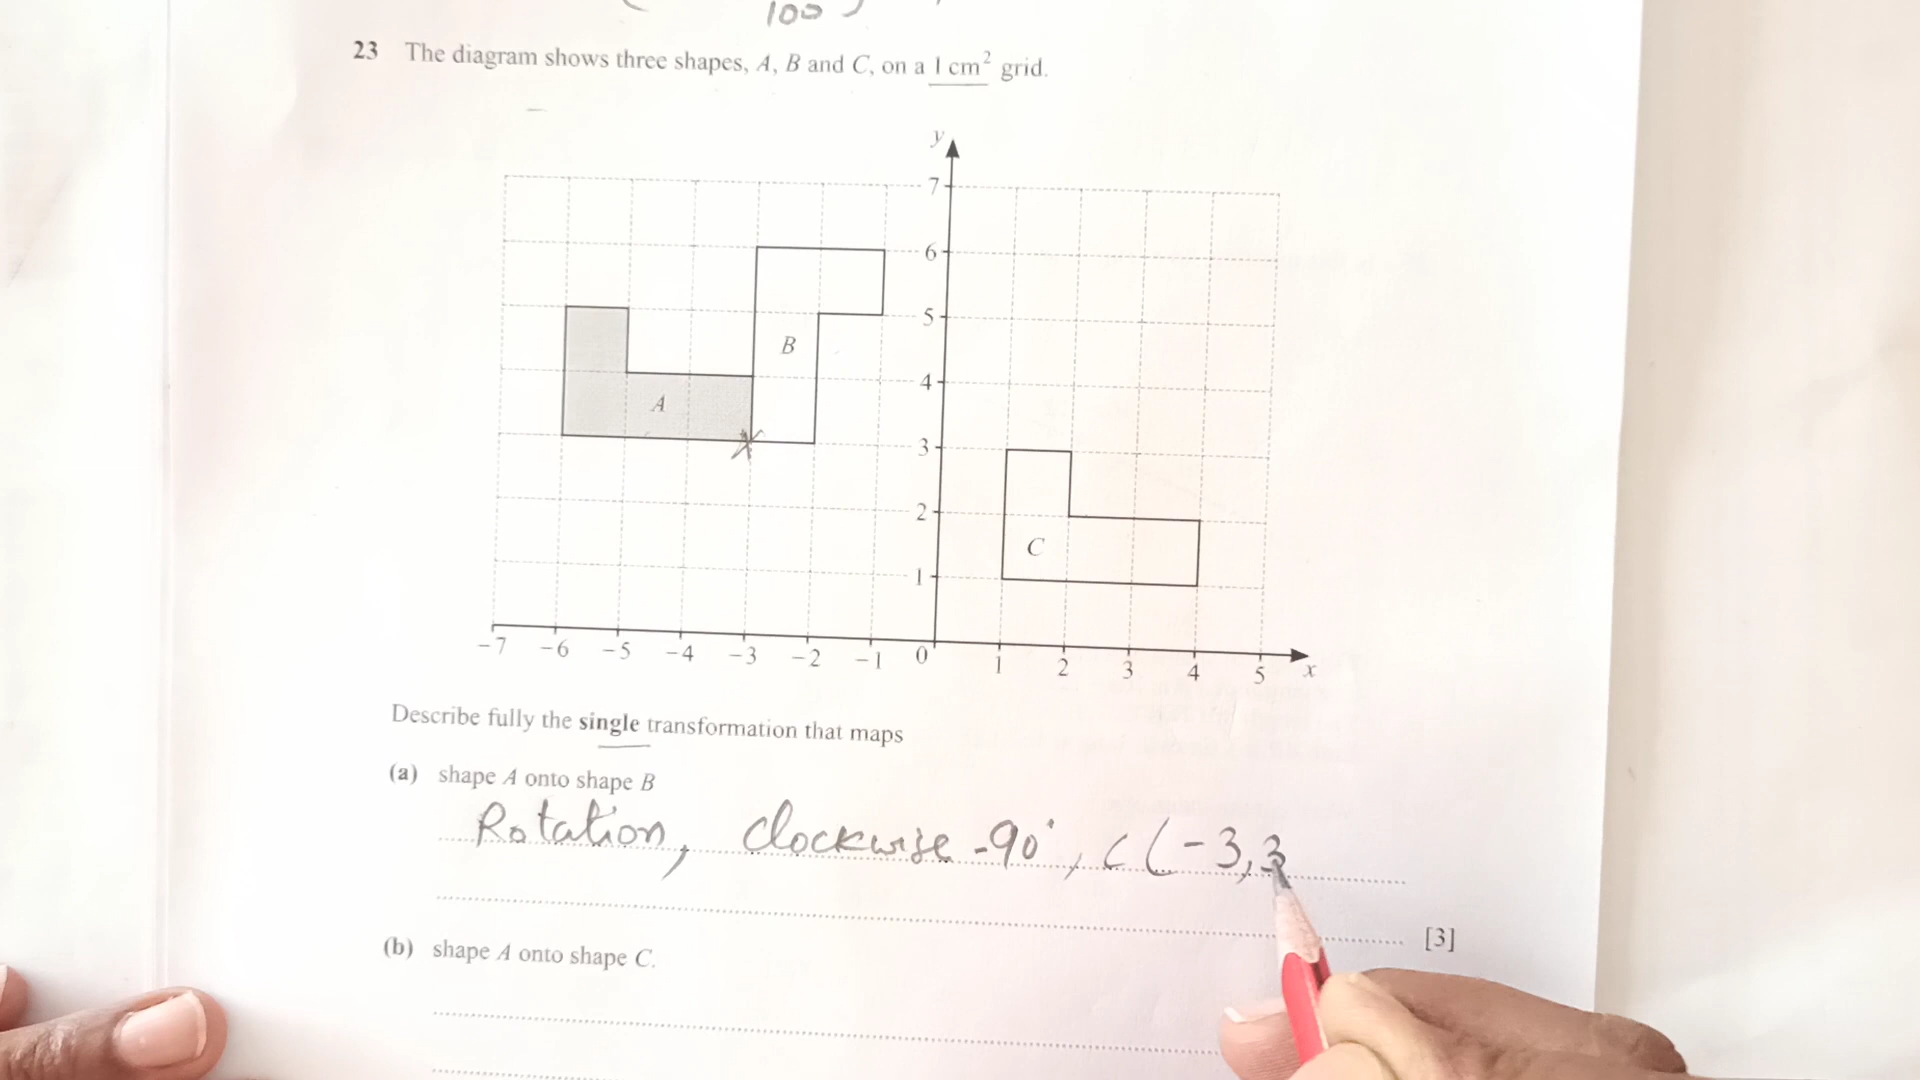 100 )
23 The diagram shows three shapes, A, B and C, on a 1 cm² grid.
y
7
6
5
B
4
A
3
2
C
1
-7 -6 -5 -4 -3 -2 -1 0 1 2 3 4 5 x
Describe fully the single transformation that maps
(a) shape A onto shape B
Rotation, Clockwise -90°, C (-3,3
[3]
(b) shape A onto shape C.